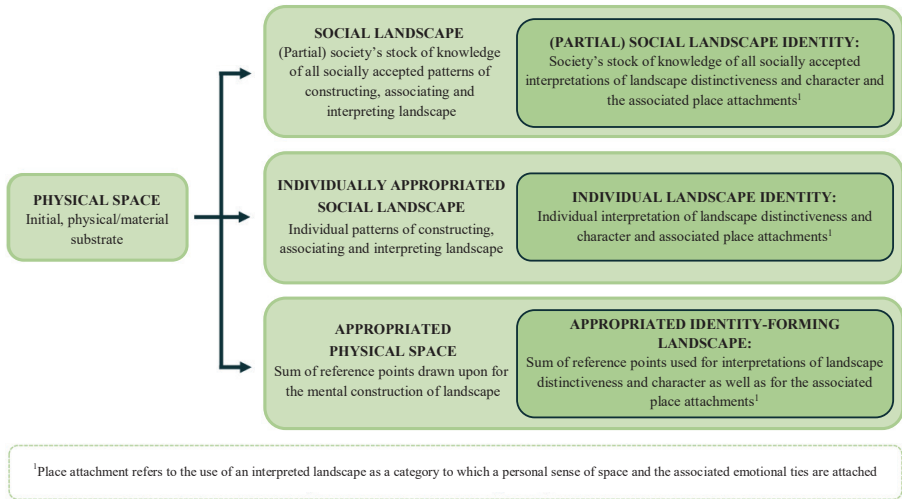 PHYSICAL SPACE
Initial, physical/material
substrate
SOCIAL LANDSCAPE
(Partial) society’s stock of knowledge
of all socially accepted patterns of
constructing, associating and
interpreting landscape
(PARTIAL) SOCIAL LANDSCAPE IDENTITY:
Society’s stock of knowledge of all socially accepted
interpretations of landscape distinctiveness and character and
the associated place attachments¹
INDIVIDUALLY APPROPRIATED
SOCIAL LANDSCAPE
Individual patterns of constructing,
associating and interpreting landscape
INDIVIDUAL LANDSCAPE IDENTITY:
Individual interpretation of landscape distinctiveness and
character and associated place attachments¹
APPROPRIATED
PHYSICAL SPACE
Sum of reference points drawn upon for
the mental construction of landscape
APPROPRIATED IDENTITY-FORMING
LANDSCAPE:
Sum of reference points used for interpretations of landscape
distinctiveness and character as well as for the associated
place attachments¹
¹Place attachment refers to the use of an interpreted landscape as a category to which a personal sense of space and the associated emotional ties are attached